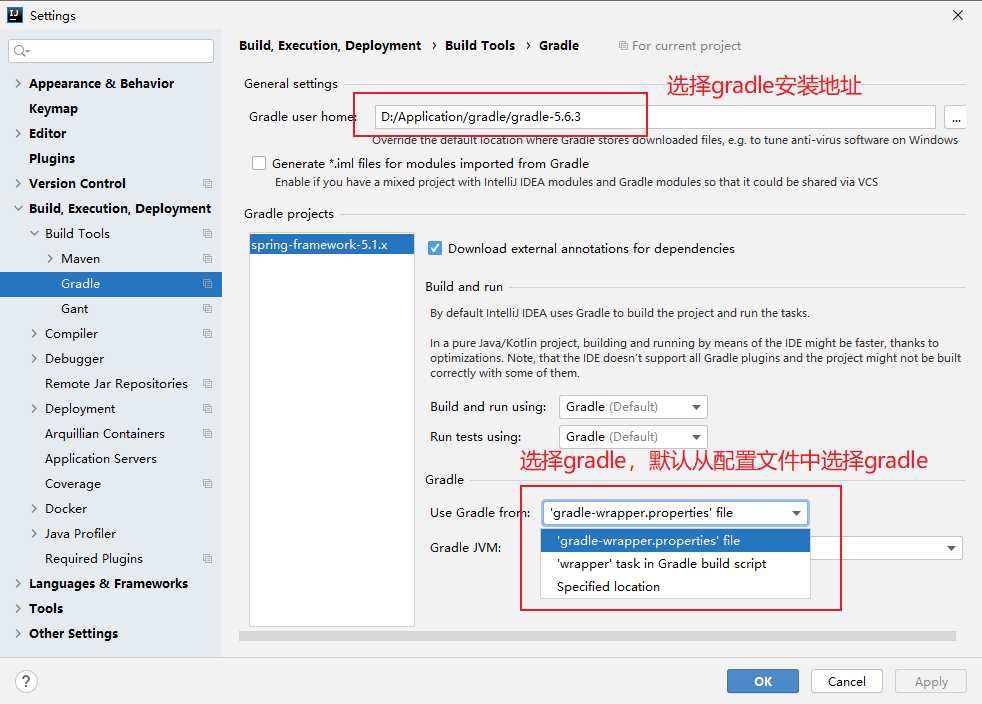 Settings
Build, Execution, Deployment › Build Tools › Gradle
For current project
Appearance & Behavior
Keymap
Editor
Plugins
Version Control
Build, Execution, Deployment
Build Tools
Maven
Gradle
Gant
Compiler
Debugger
Remote Jar Repositories
Deployment
Arquillian Containers
Application Servers
Coverage
Docker
Java Profiler
Required Plugins
Languages & Frameworks
Tools
Other Settings
General settings
选择gradle安装地址
Gradle user home:
D:/Application/gradle/gradle-5.6.3
...
Override the default location where Gradle stores downloaded files, e.g. to tune anti-virus software on Windows
Generate *.iml files for modules imported from Gradle
Enable if you have a mixed project with IntelliJ IDEA modules and Gradle modules so that it could be shared via VCS
Gradle projects
spring-framework-5.1.x
Download external annotations for dependencies
Build and run
By default IntelliJ IDEA uses Gradle to build the project and run the tasks.
In a pure Java/Kotlin project, building and running by means of the IDE might be faster, thanks to
optimizations. Note, that the IDE doesn't support all Gradle plugins and the project might not be built
correctly with some of them.
Build and run using: Gradle (Default)
Run tests using: Gradle (Default)
选择gradle，默认从配置文件中选择gradle
Gradle
Use Gradle from: 'gradle-wrapper.properties' file
'gradle-wrapper.properties' file
Gradle JVM:
'wrapper' task in Gradle build script
Specified location
?
OK
Cancel
Apply